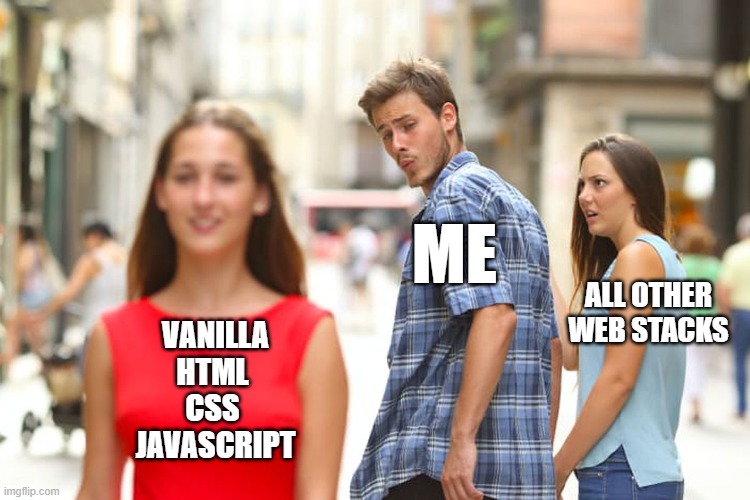 ME
ALL OTHER
WEB STACKS
VANILLA
HTML
CSS
JAVASCRIPT
imgflip.com